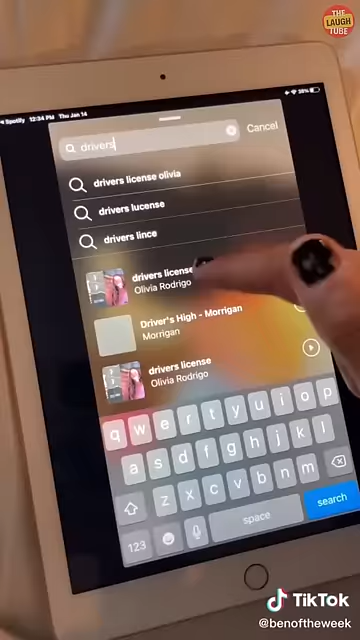 THE
LAUGH
TUBE
Spotify 12:34 PM Thu Jan 14
38%
drivers
Cancel
drivers license olivia
drivers lucense
drivers lince
drivers license
Olivia Rodrigo
Driver's High - Morrigan
Morrigan
drivers license
Olivia Rodrigo
q w e r t y u i o p
a s d f g h j k l
z x c v b n m
123
space
search
TikTok
@benoftheweek